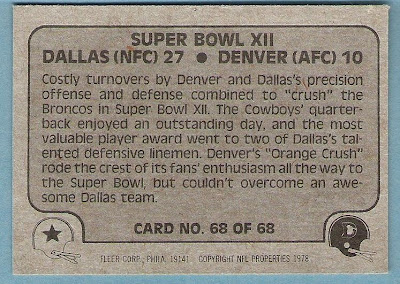 SUPER BOWL XII
DALLAS (NFC) 27 ● DENVER (AFC) 10
Costly turnovers by Denver and Dallas's precision
offense and defense combined to "crush" the
Broncos in Super Bowl XII. The Cowboys' quarter-
back enjoyed an outstanding day, and the most
valuable player award went to two of Dallas's tal-
ented defensive linemen. Denver's "Orange Crush"
rode the crest of its fans' enthusiasm all the way to
the Super Bowl, but couldn't overcome an awe-
some Dallas team.
CARD NO. 68 OF 68
D
FLEER CORP., PHILA. 19141 COPYRIGHT NFL PROPERTIES 1978